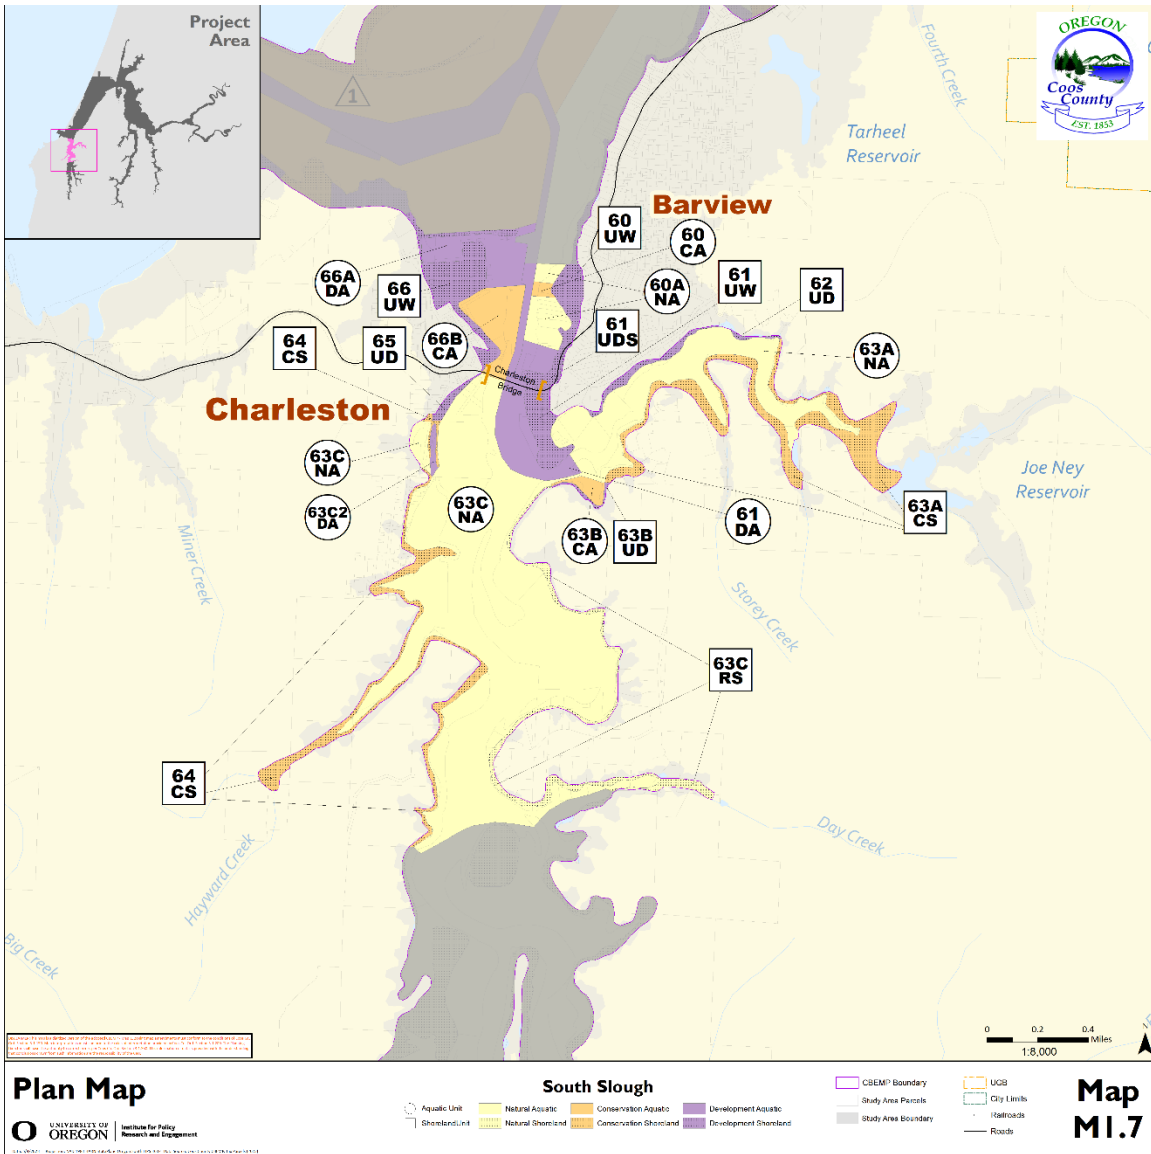 Project
Area
1
OREGON
Coos
County
EST. 1853
Fourth Creek
Tarheel
Reservoir
Barview
60
UW
60
CA
66A
DA
66
UW
60A
NA
61
UW
62
UD
64
CS
65
UD
66B
CA
61
UDS
63A
NA
Charleston
Bridge
Charleston
63C
NA
63C2
DA
63C
NA
63B
CA
63B
UD
61
DA
63A
CS
Joe Ney
Reservoir
Miner Creek
Storey Creek
63C
RS
64
CS
Hayward Creek
Day Creek
Big Creek
0 0.2 0.4
Miles
1:8,000
Plan Map
UNIVERSITY OF
OREGON
Institute for Policy
Research and Engagement
South Slough
Aquatic Unit
Shoreland Unit
Natural Aquatic
Natural Shoreland
Conservation Aquatic
Conservation Shoreland
Development Aquatic
Development Shoreland
CBEMP Boundary
Study Area Parcels
Study Area Boundary
UGB
City Limits
Railroads
Roads
Map
M1.7